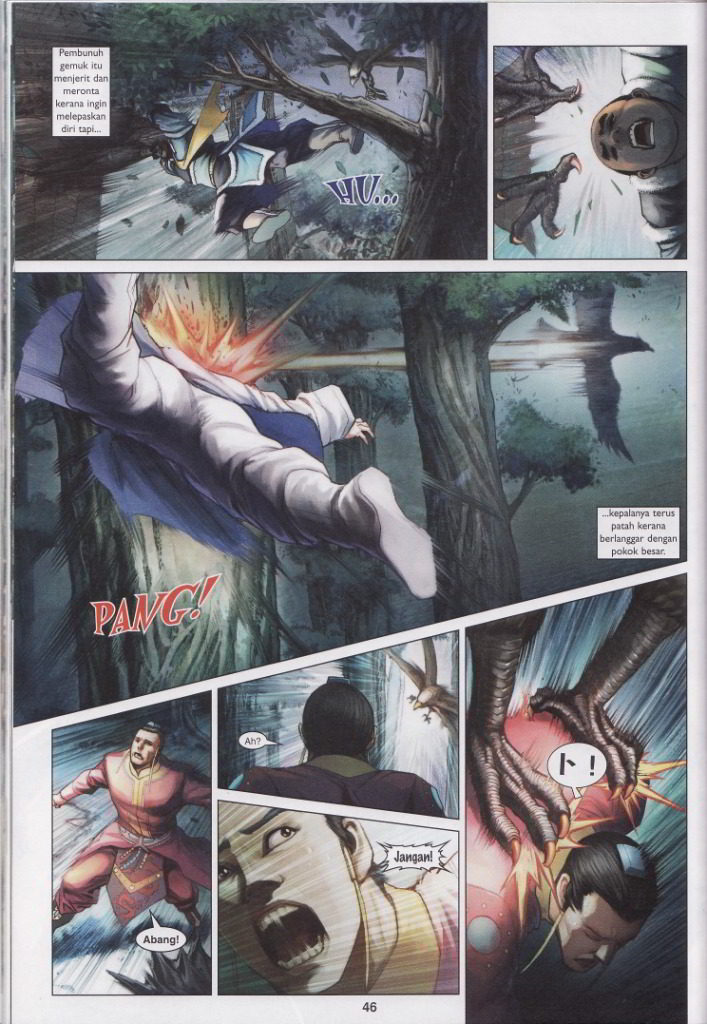 Pembunuh
gemuk itu
menjerit dan
meronta
kerana ingin
melepaskan
diri tapi...
HU...
...kepalanya terus
patah kerana
berlanggar dengan
pokok besar.
PANG!
Abang!
Ah?
Jangan!
卜！
46